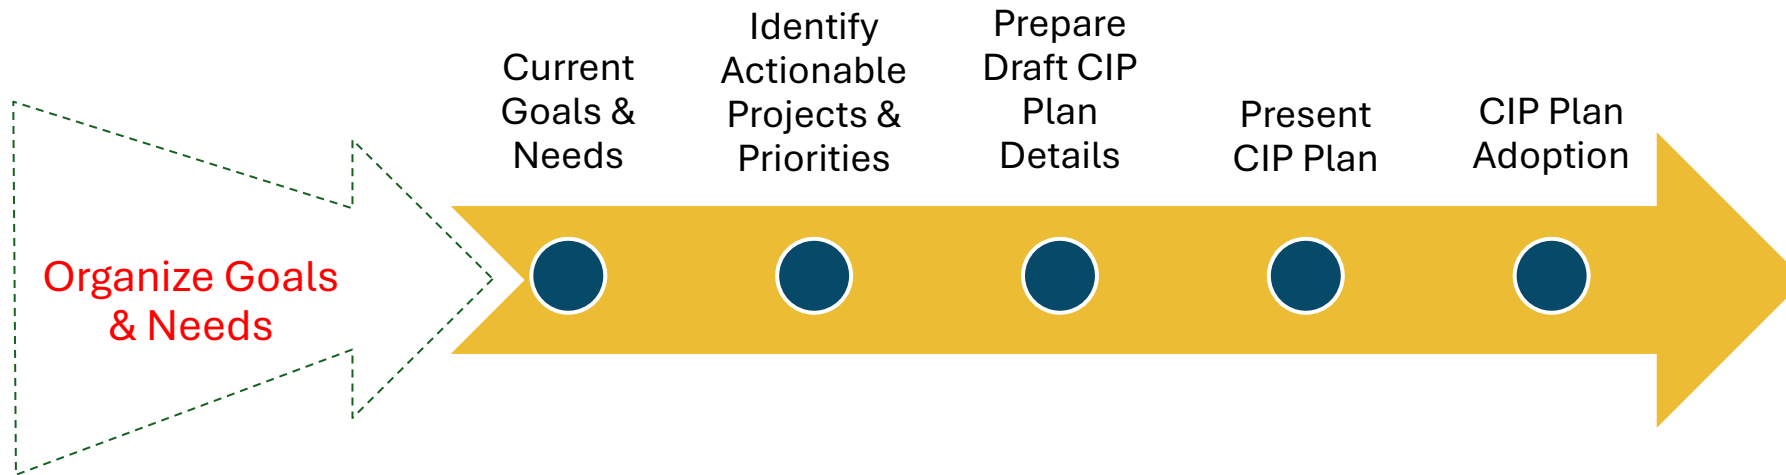 Organize Goals
& Needs
Current
Goals &
Needs
Identify
Actionable
Projects &
Priorities
Prepare
Draft CIP
Plan
Details
Present
CIP Plan
CIP Plan
Adoption